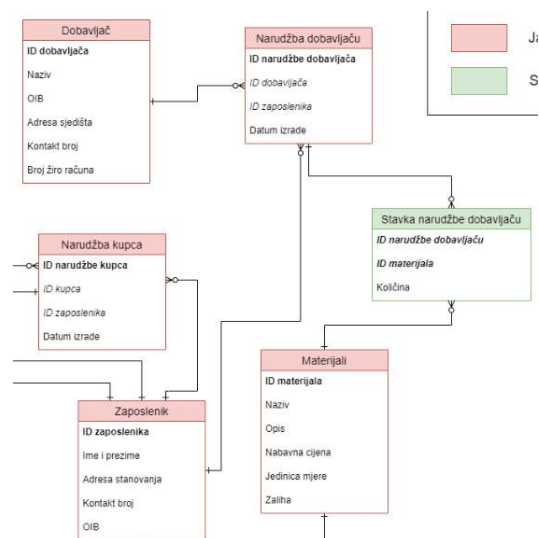 Dobavljač
ID dobavljača
Naziv
OIB
Adresa sjedišta
Kontakt broj
Broj žiro računa
Narudžba dobavljaču
ID narudžbe dobavljača
ID dobavljača
ID zaposlenika
Datum izrade
Ja
S
Stavka narudžbe dobavljaču
ID narudžbe dobavljaču
ID materijala
Količina
Narudžba kupca
ID narudžbe kupca
ID kupca
ID zaposlenika
Datum izrade
Zaposlenik
ID zaposlenika
Ime i prezime
Adresa stanovanja
Kontakt broj
OIB
Materijali
ID materijala
Naziv
Opis
Nabavna cijena
Jedinica mjere
Zaliha